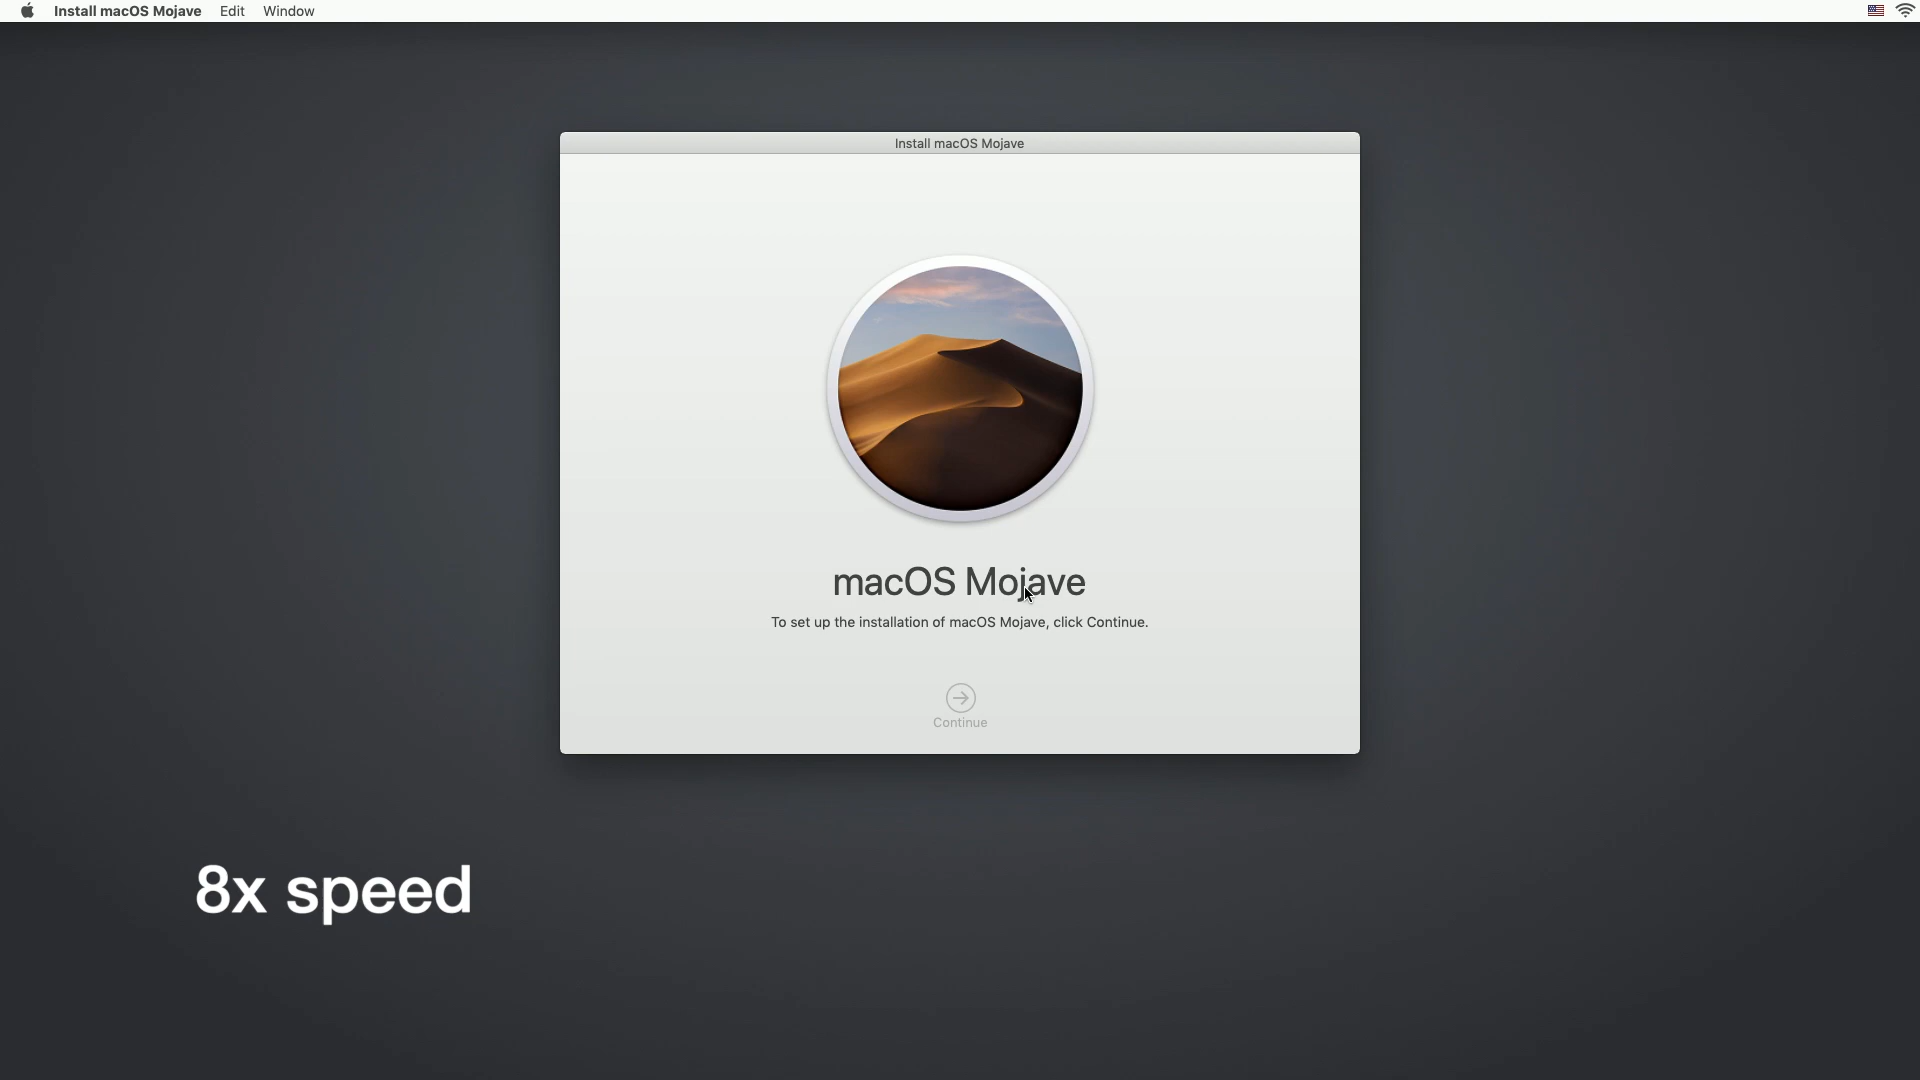 Install macOS Mojave Edit Window
Install macOS Mojave
macOS Mojave
To set up the installation of macOS Mojave, click Continue.
Continue
8x speed